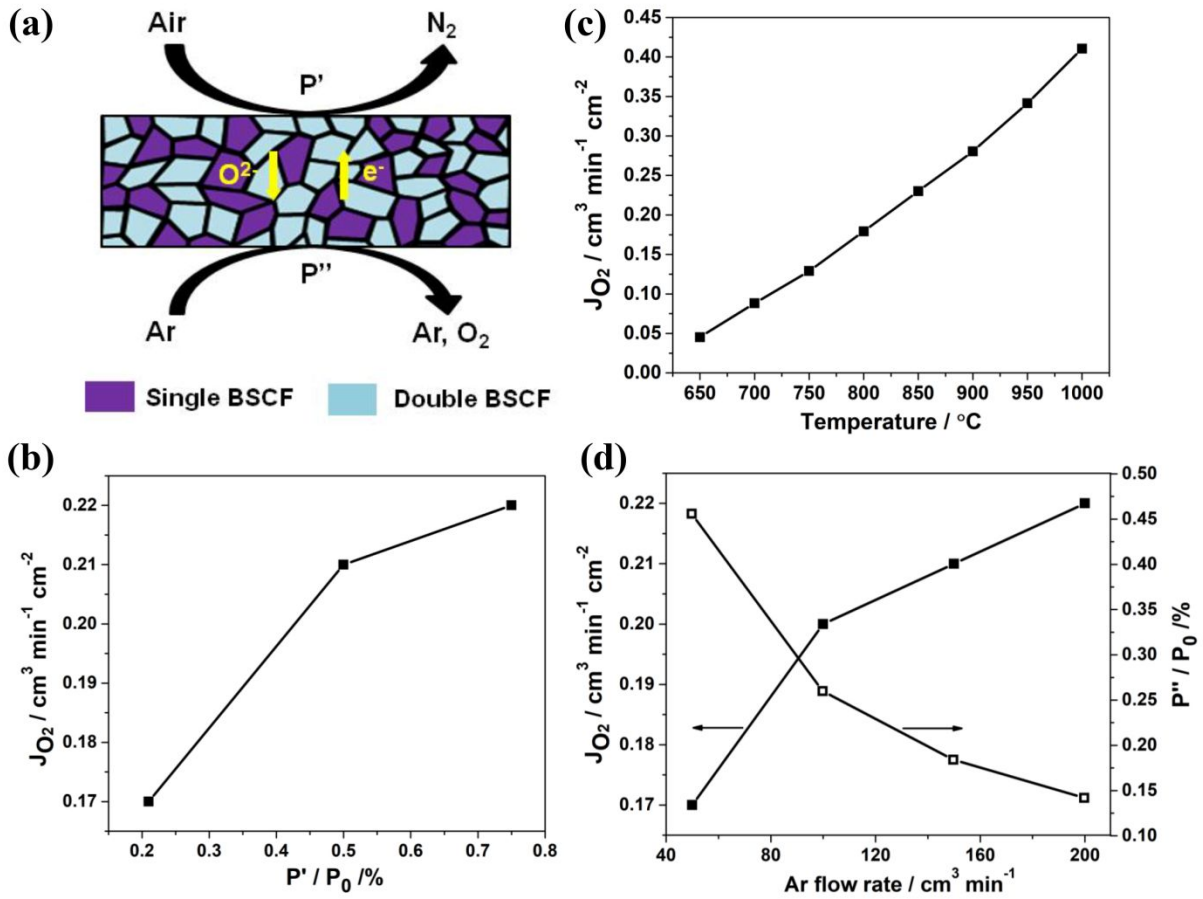 (a)
Air
N₂
P'
O²⁻
e⁻
P''
Ar
Ar, O₂
Single BSCF
Double BSCF
(c)
J_O₂ / cm³ min⁻¹ cm⁻²
0.45
0.40
0.35
0.30
0.25
0.20
0.15
0.10
0.05
0.00
650 700 750 800 850 900 950 1000
Temperature / °C
(b)
J_O₂ / cm³ min⁻¹ cm⁻²
0.22
0.21
0.20
0.19
0.18
0.17
0.2 0.3 0.4 0.5 0.6 0.7 0.8
P' / P₀ /%
(d)
J_O₂ / cm³ min⁻¹ cm⁻²
0.22
0.21
0.20
0.19
0.18
0.17
0.50
0.45
0.40
0.35
0.30
0.25
0.20
0.15
0.10
P'' / P₀ /%
40 80 120 160 200
Ar flow rate / cm³ min⁻¹